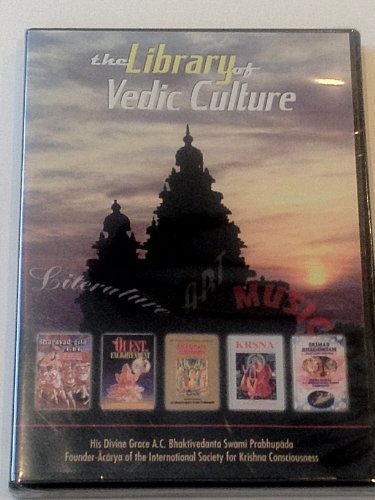 the Library of
Vedic Culture
Literature ART MUSIC
Bhagavad-gita
QUEST
ENLIGHTENMENT
KRSNA
SRIMAD
BHAGAVATAM
His Divine Grace A.C. Bhaktivedanta Swami Prabhupāda
Founder-Ācārya of the International Society for Krishna Consciousness